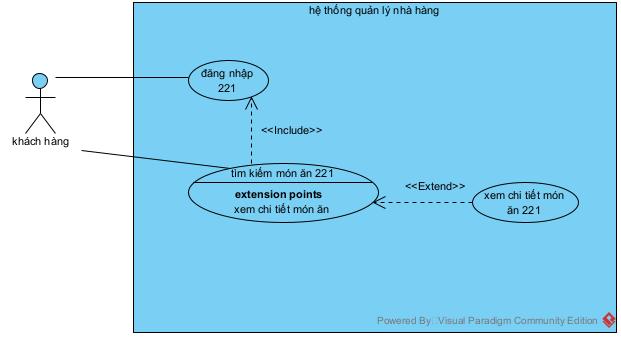 hệ thống quản lý nhà hàng
đăng nhập
221
khách hàng
<<Include>>
tìm kiếm món ăn 221
extension points
xem chi tiết món ăn
<<Extend>>
xem chi tiết món
ăn 221
Powered By: Visual Paradigm Community Edition